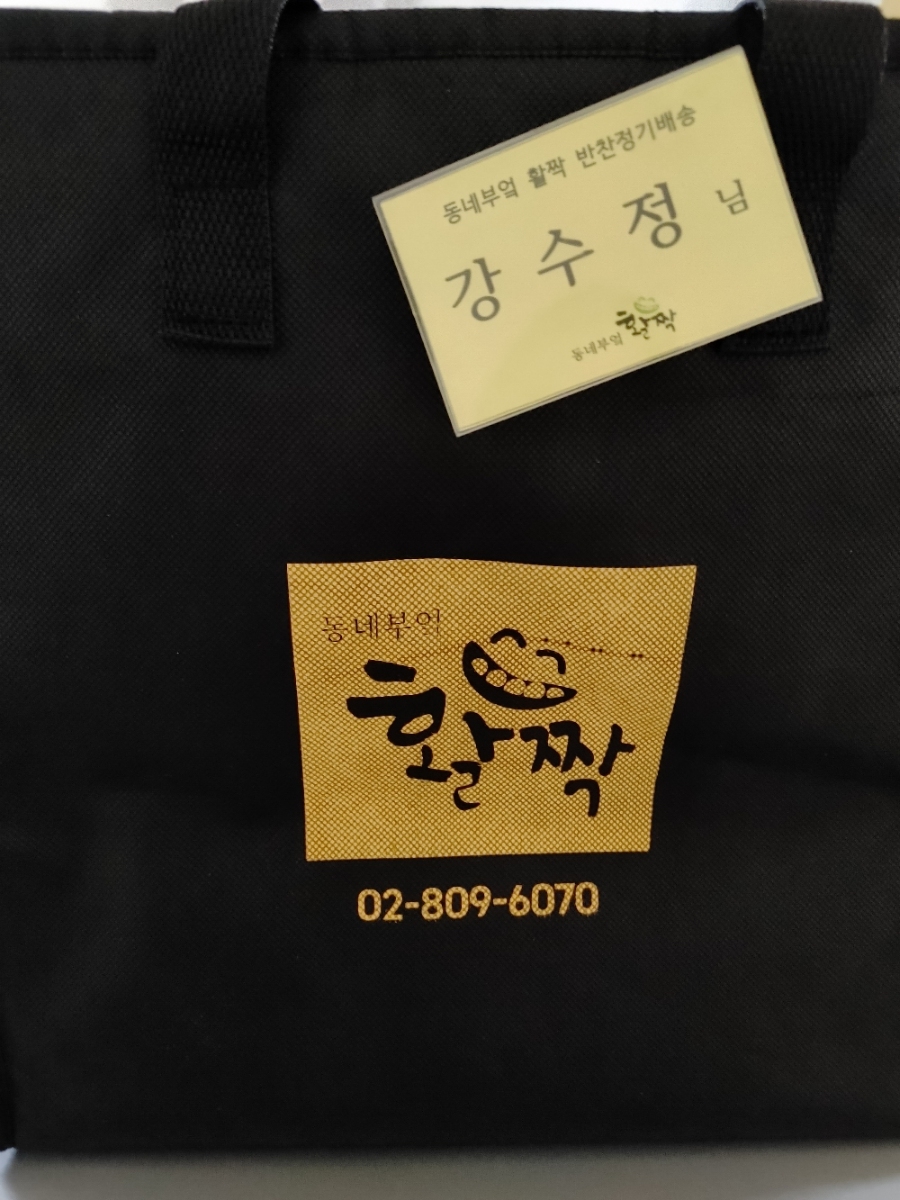 동네부엌 활짝 반찬정기배송
강 수 정 님
동네부엌 활짝
동네부엌
활짝
02-809-6070